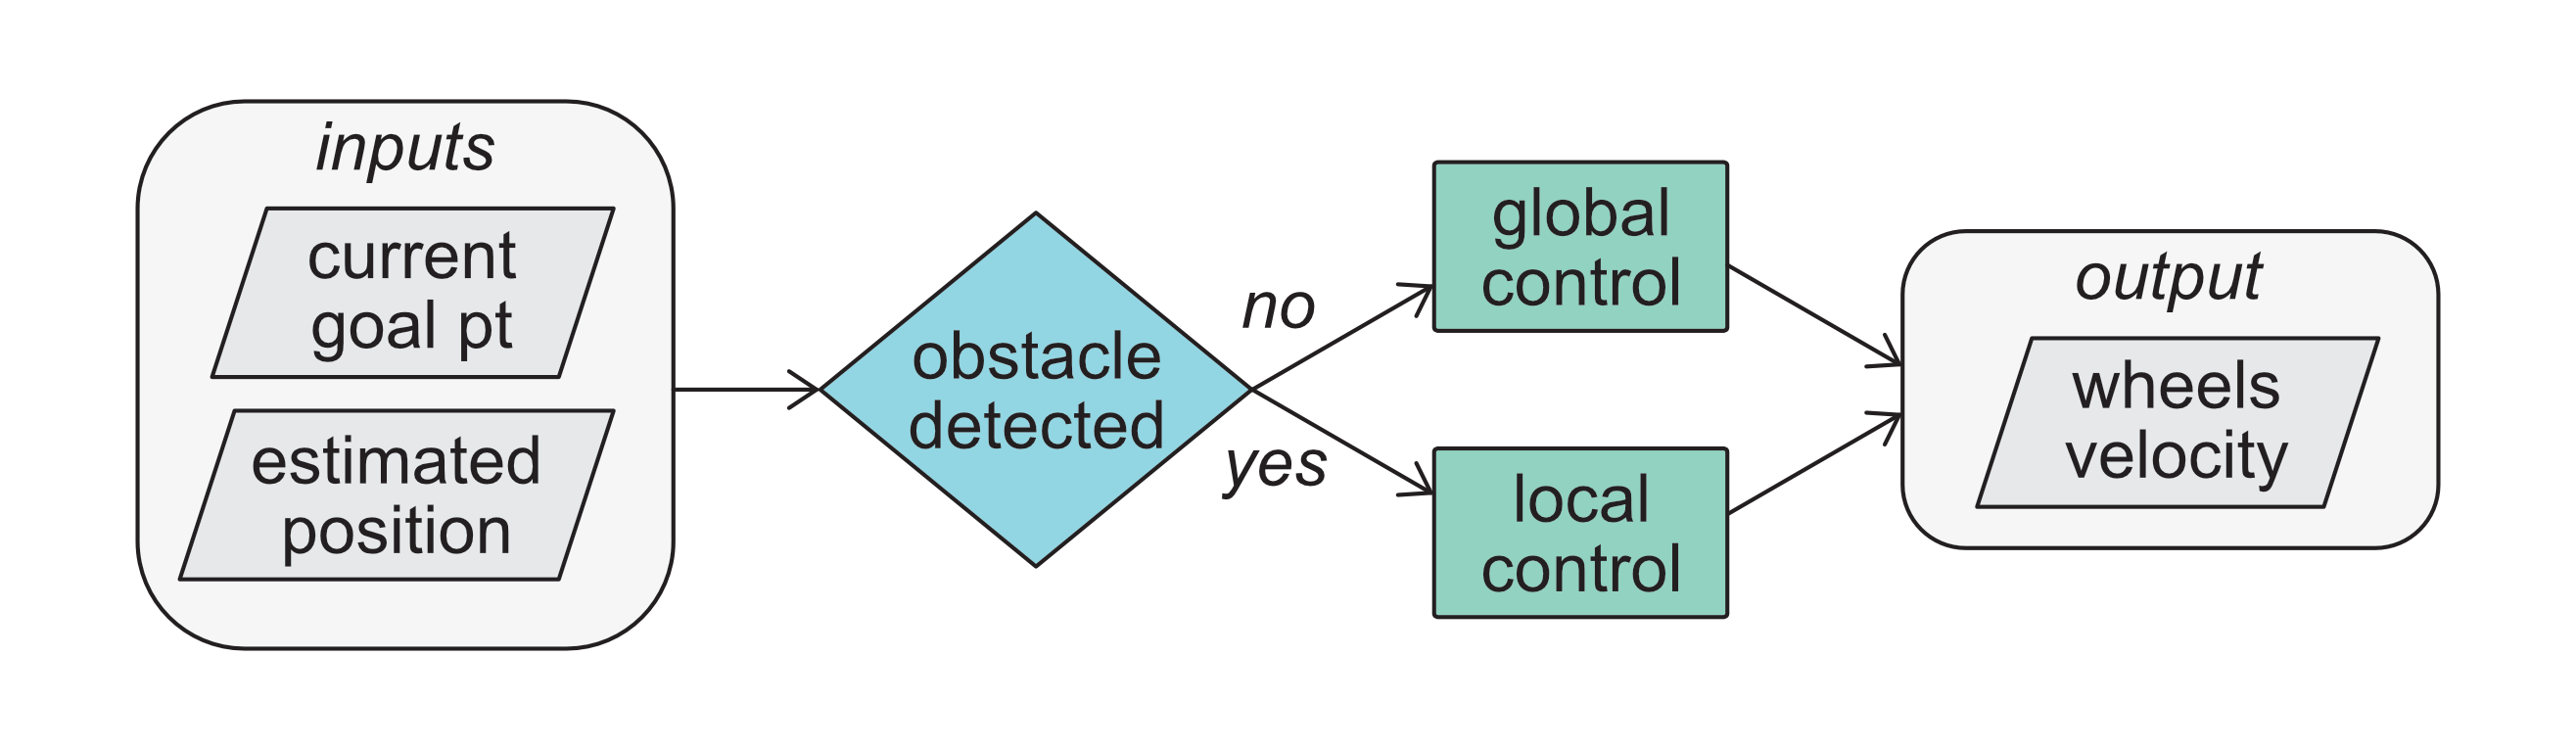 inputs
current
goal pt
estimated
position
obstacle
detected
no
yes
global
control
local
control
output
wheels
velocity